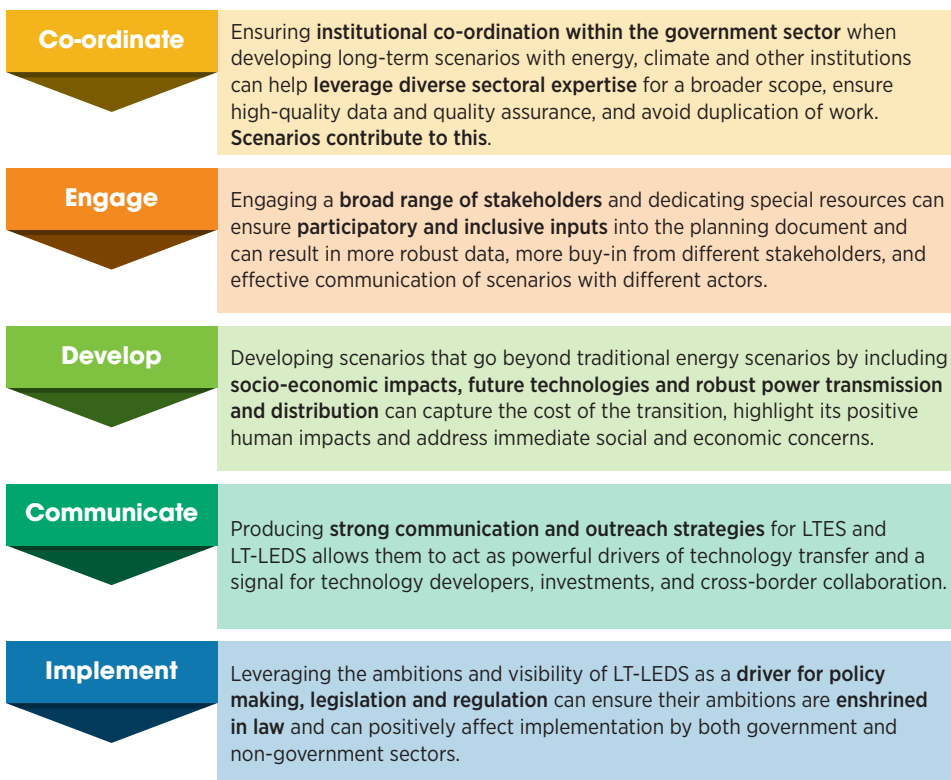 Co-ordinate
Ensuring institutional co-ordination within the government sector when
developing long-term scenarios with energy, climate and other institutions
can help leverage diverse sectoral expertise for a broader scope, ensure
high-quality data and quality assurance, and avoid duplication of work.
Scenarios contribute to this.
Engage
Engaging a broad range of stakeholders and dedicating special resources can
ensure participatory and inclusive inputs into the planning document and
can result in more robust data, more buy-in from different stakeholders, and
effective communication of scenarios with different actors.
Develop
Developing scenarios that go beyond traditional energy scenarios by including
socio-economic impacts, future technologies and robust power transmission
and distribution can capture the cost of the transition, highlight its positive
human impacts and address immediate social and economic concerns.
Communicate
Producing strong communication and outreach strategies for LTES and
LT-LEDS allows them to act as powerful drivers of technology transfer and a
signal for technology developers, investments, and cross-border collaboration.
Implement
Leveraging the ambitions and visibility of LT-LEDS as a driver for policy
making, legislation and regulation can ensure their ambitions are enshrined
in law and can positively affect implementation by both government and
non-government sectors.